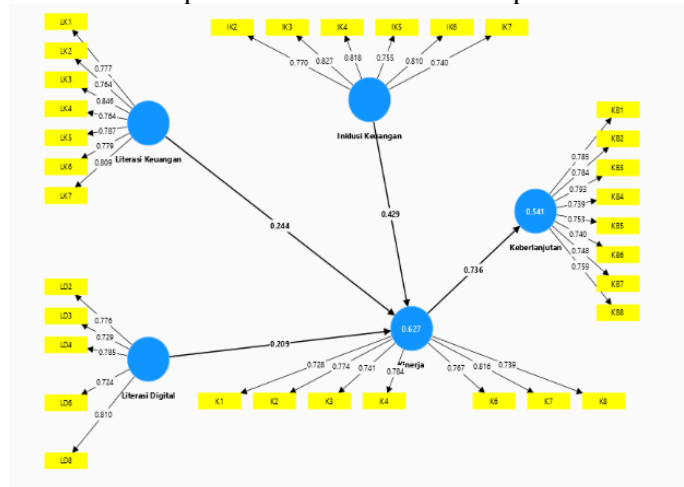 LK1
LK2
LK3
LK4
LK5
LK6
LK7
0.777
0.764
0.846
0.764
0.787
0.779
0.809
Literasi Keuangan
IK2
IK3
IK4
IK5
IK6
IK7
0.770
0.827
0.818
0.755
0.810
0.740
Inklusi Keuangan
0.244
0.429
KB1
KB2
KB3
KB4
KB5
KB6
KB7
KB8
0.785
0.784
0.793
0.739
0.753
0.740
0.748
0.759
0.541
Keberlanjutan
0.736
LD2
LD3
LD4
LD6
LD8
0.776
0.729
0.785
0.724
0.810
Literasi Digital
0.209
0.627
0.728
0.774
0.741
0.784
0.767
0.816
0.739
K1
K2
K3
K4
K6
K7
K8